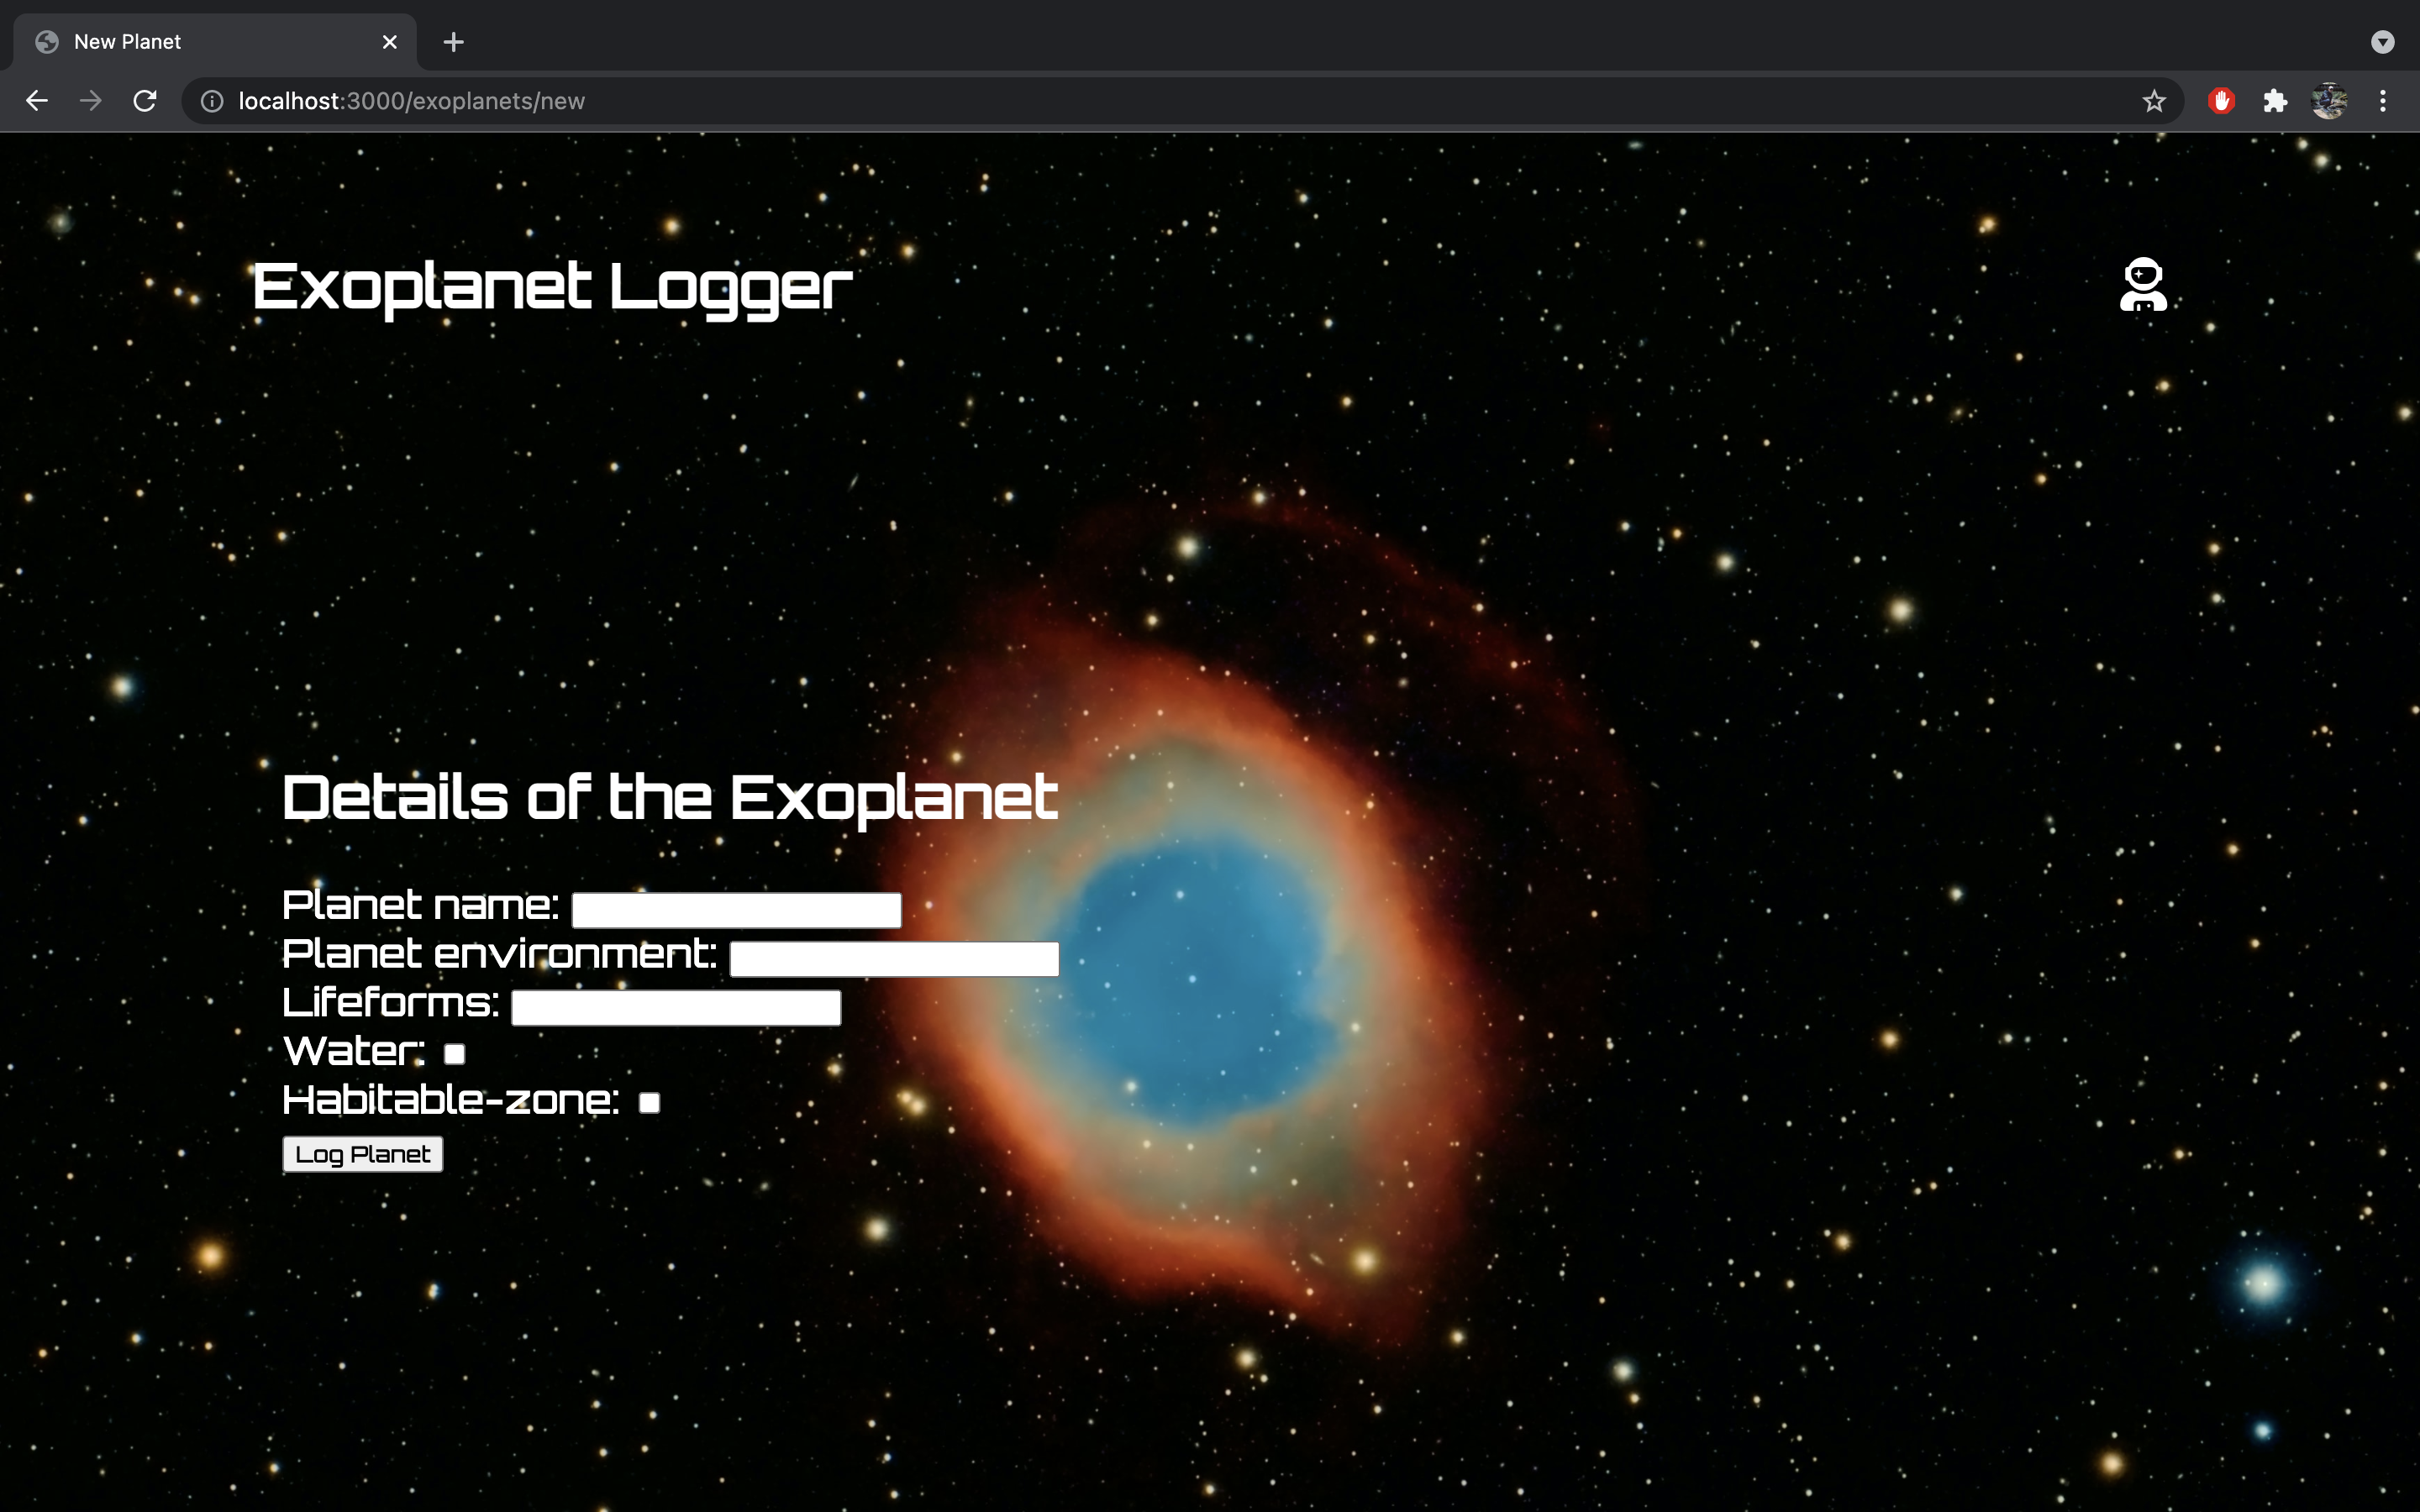 New Planet
localhost:3000/exoplanets/new
Exoplanet Logger
Details of the Exoplanet
Planet name:
Planet environment:
Lifeforms:
Water:
Habitable-zone:
Log Planet